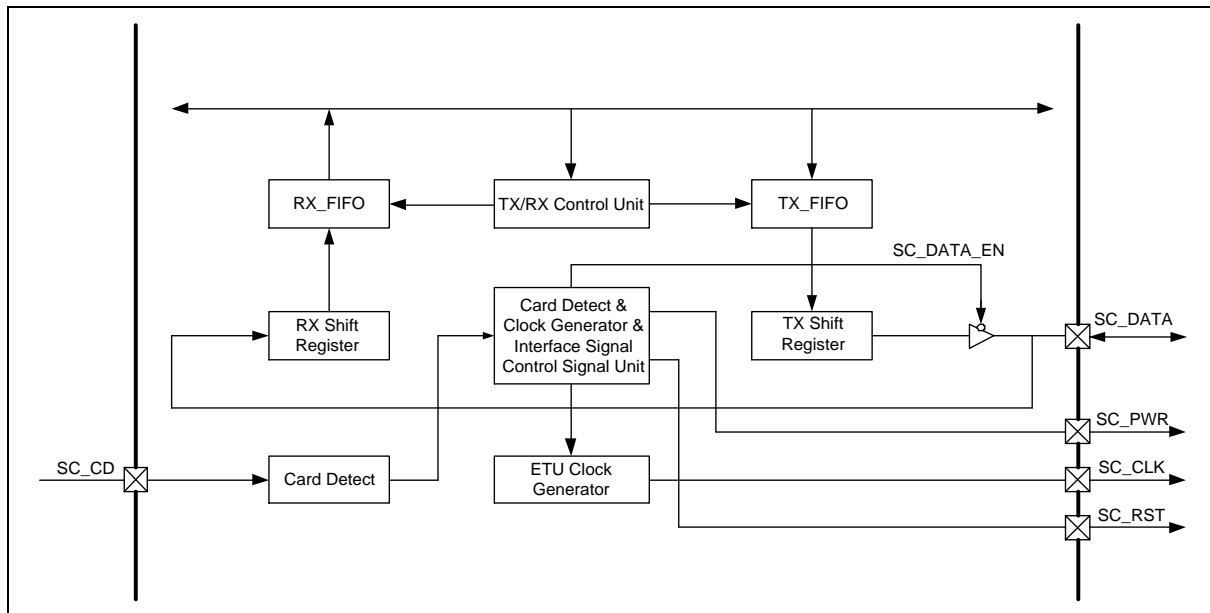 RX_FIFO
TX/RX Control Unit
TX_FIFO
SC_DATA_EN
RX Shift
Register
Card Detect &
Clock Generator &
Interface Signal
Control Signal Unit
TX Shift
Register
SC_DATA
SC_PWR
SC_CD
Card Detect
ETU Clock
Generator
SC_CLK
SC_RST